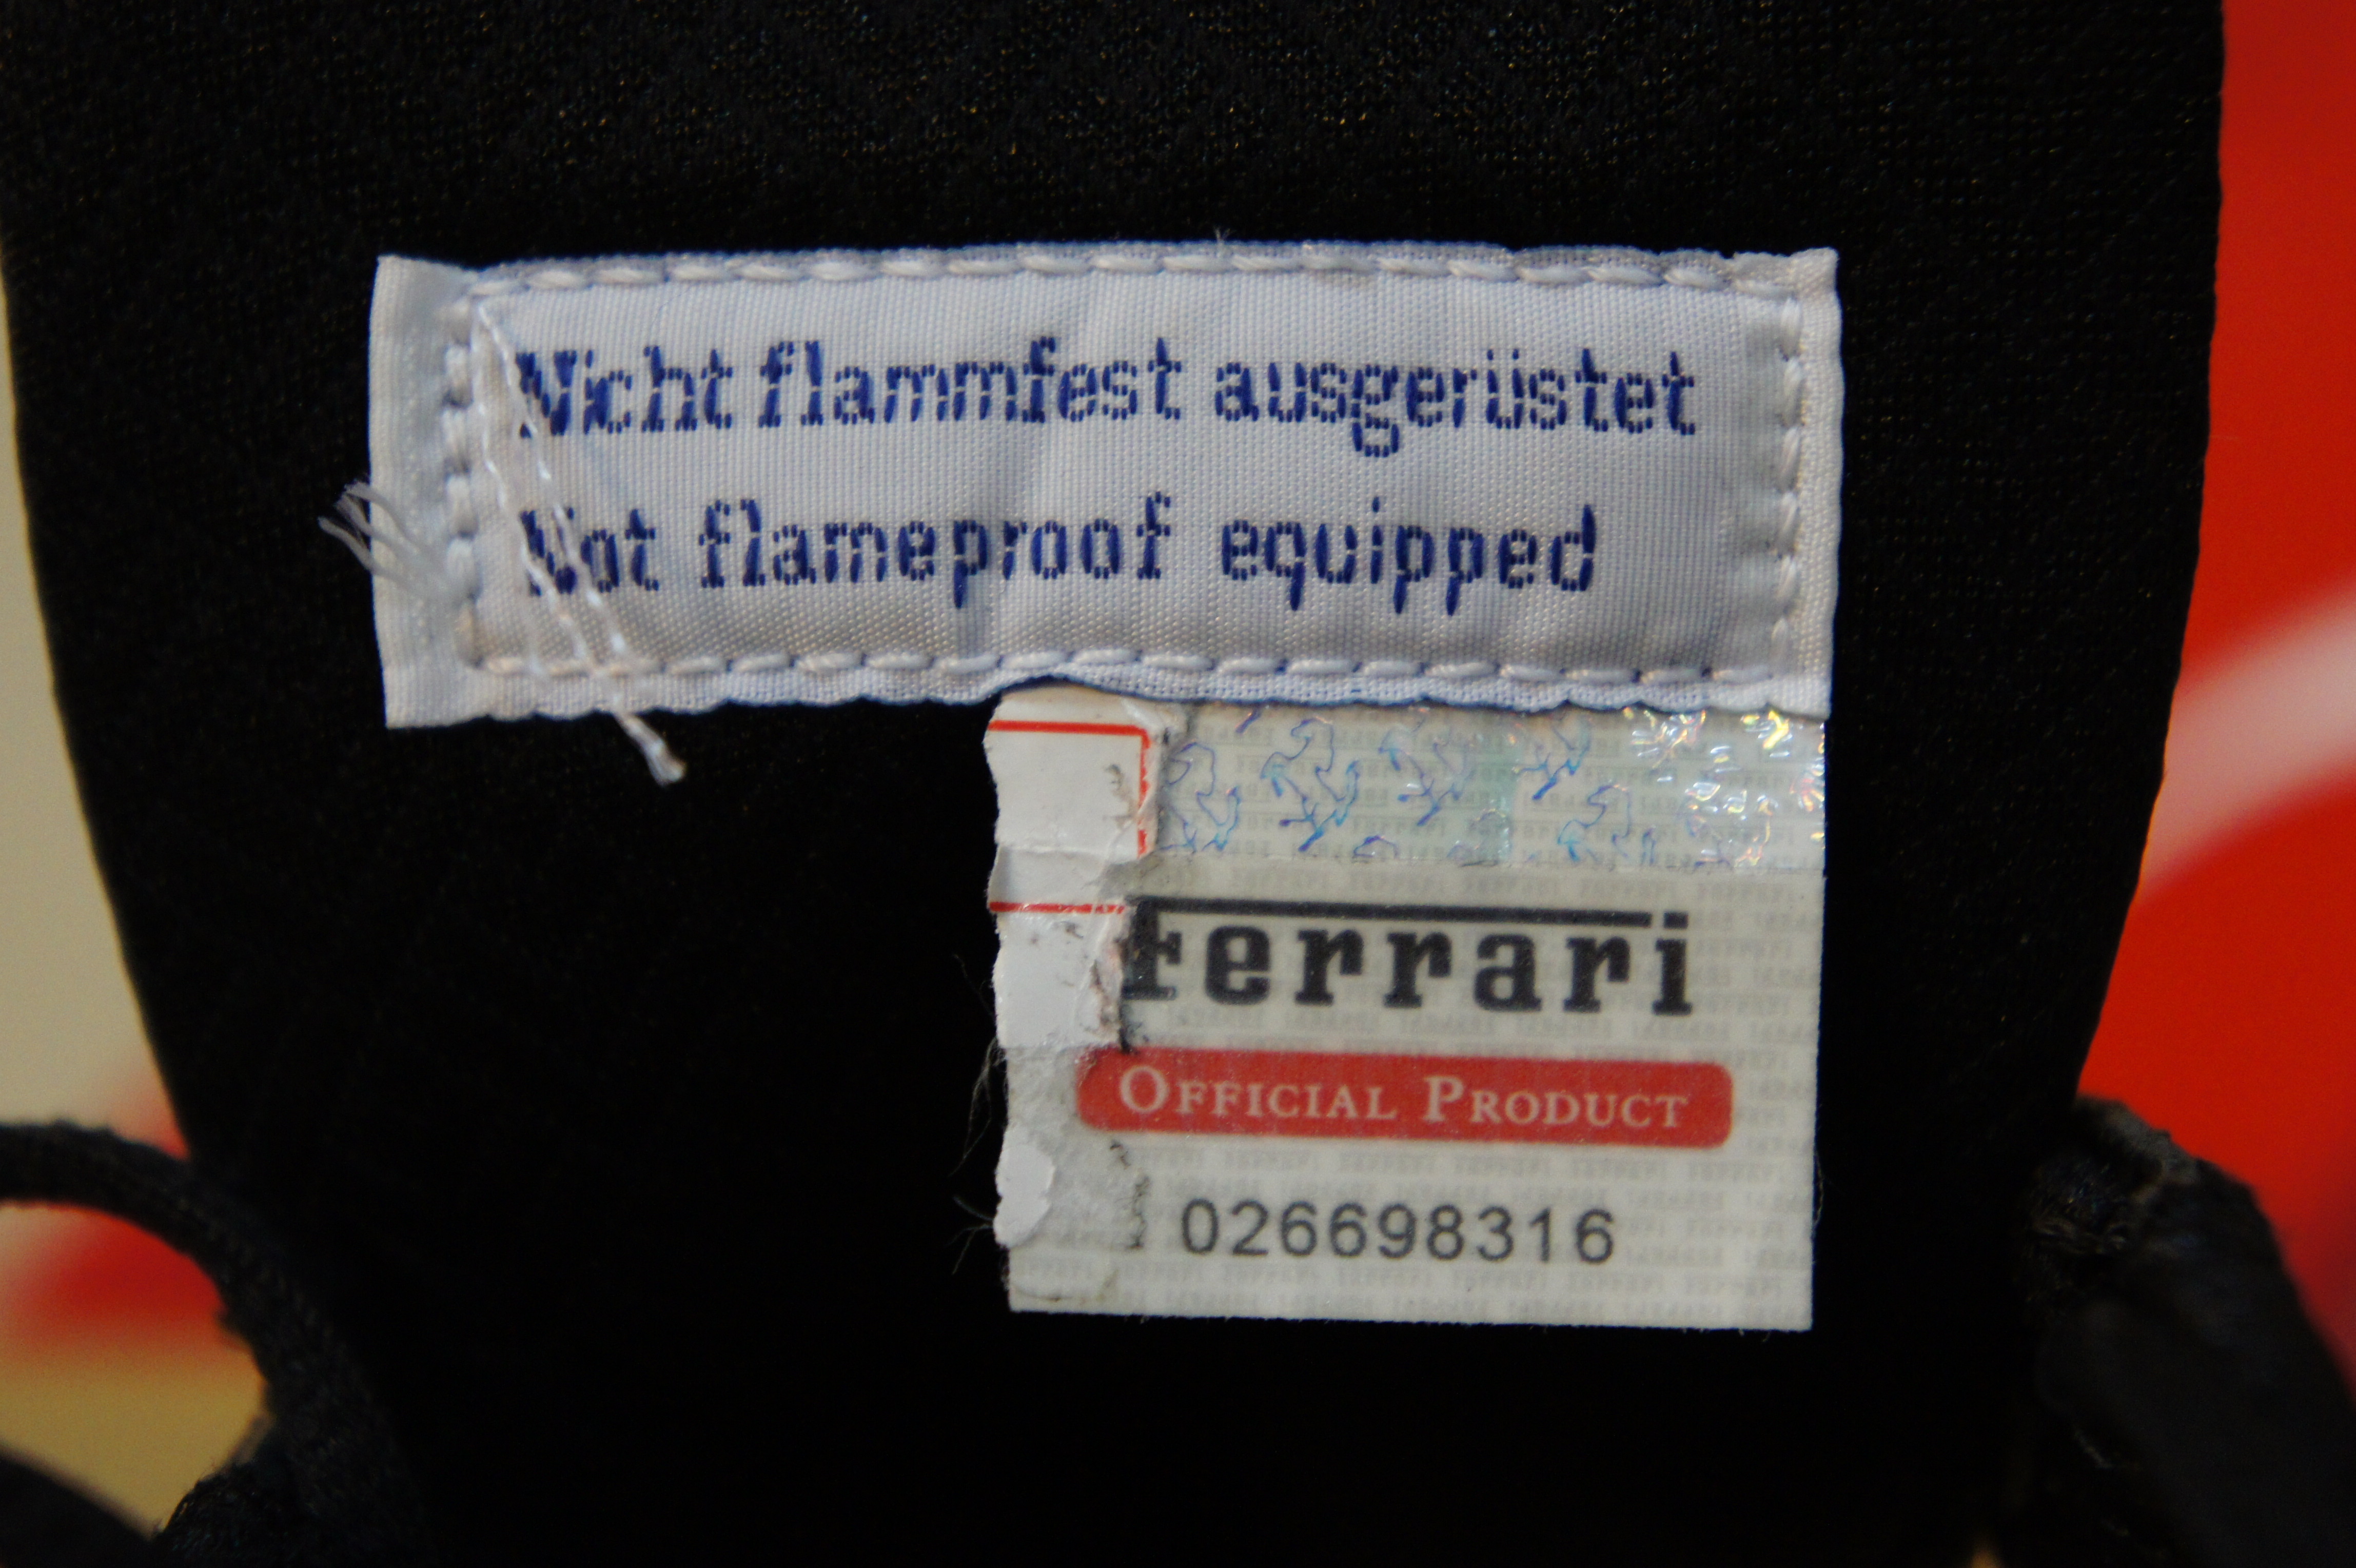 Nicht flammfest ausgerüstet
Not flameproof equipped
ferrari
OFFICIAL PRODUCT
026698316